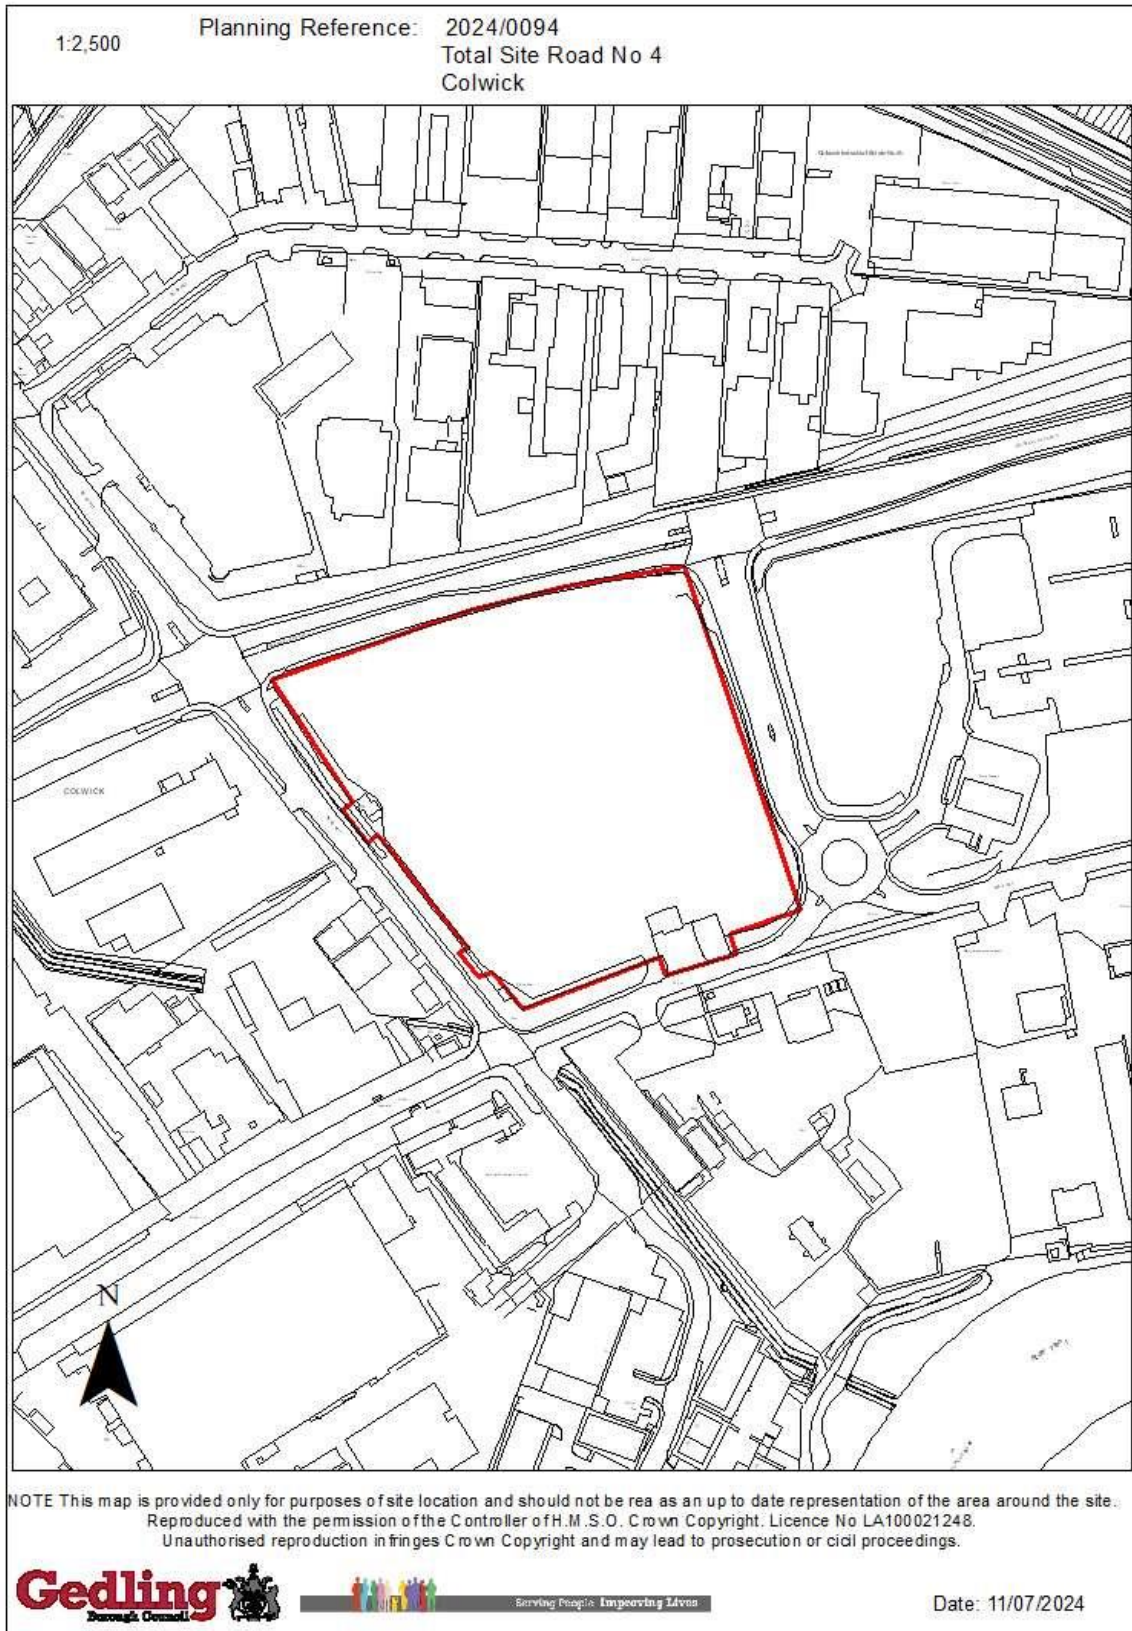 1:2,500
Planning Reference: 2024/0094
Total Site Road No 4
Colwick
COLWICK
N
NOTE This map is provided only for purposes of site location and should not be rea as an up to date representation of the area around the site.
Reproduced with the permission of the Controller of H.M.S.O. Crown Copyright. Licence No LA100021248.
Unauthorised reproduction infringes Crown Copyright and may lead to prosecution or cicil proceedings.
Gedling
Borough Council
Serving People Improving Lives
Date: 11/07/2024